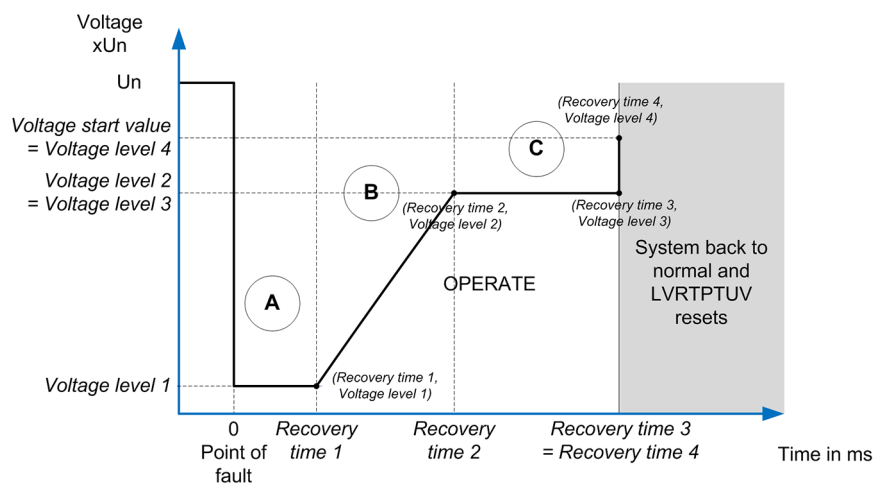 Voltage
xUn
Un
Voltage start value
= Voltage level 4
Voltage level 2
= Voltage level 3
Voltage level 1
A
B
C
(Recovery time 4,
Voltage level 4)
(Recovery time 2,
Voltage level 2)
(Recovery time 3,
Voltage level 3)
OPERATE
System back to
normal and
LVRTPTUV
resets
(Recovery time 1,
Voltage level 1)
0
Point of
fault
Recovery
time 1
Recovery
time 2
Recovery time 3
= Recovery time 4
Time in ms